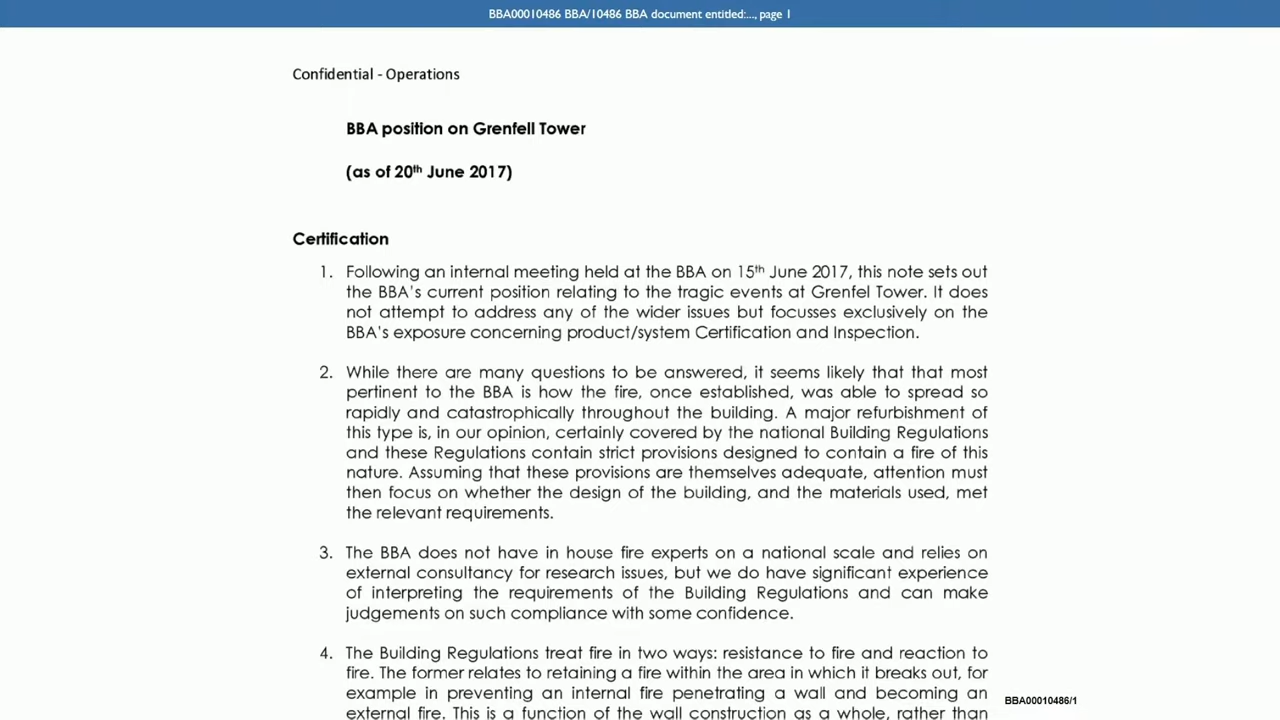 BBA00010486 BBA/10486 BBA document entitled:..., page 1
Confidential - Operations
BBA position on Grenfell Tower
(as of 20th June 2017)
Certification
1. Following an internal meeting held at the BBA on 15th June 2017, this note sets out
the BBA's current position relating to the tragic events at Grenfel Tower. It does
not attempt to address any of the wider issues but focusses exclusively on the
BBA's exposure concerning product/system Certification and Inspection.
2. While there are many questions to be answered, it seems likely that that most
pertinent to the BBA is how the fire, once established, was able to spread so
rapidly and catastrophically throughout the building. A major refurbishment of
this type is, in our opinion, certainly covered by the national Building Regulations
and these Regulations contain strict provisions designed to contain a fire of this
nature. Assuming that these provisions are themselves adequate, attention must
then focus on whether the design of the building, and the materials used, met
the relevant requirements.
3. The BBA does not have in house fire experts on a national scale and relies on
external consultancy for research issues, but we do have significant experience
of interpreting the requirements of the Building Regulations and can make
judgements on such compliance with some confidence.
4. The Building Regulations treat fire in two ways: resistance to fire and reaction to
fire. The former relates to retaining a fire within the area in which it breaks out, for
example in preventing an internal fire penetrating a wall and becoming an
external fire. This is a function of the wall construction as a whole, rather than
BBA00010486/1